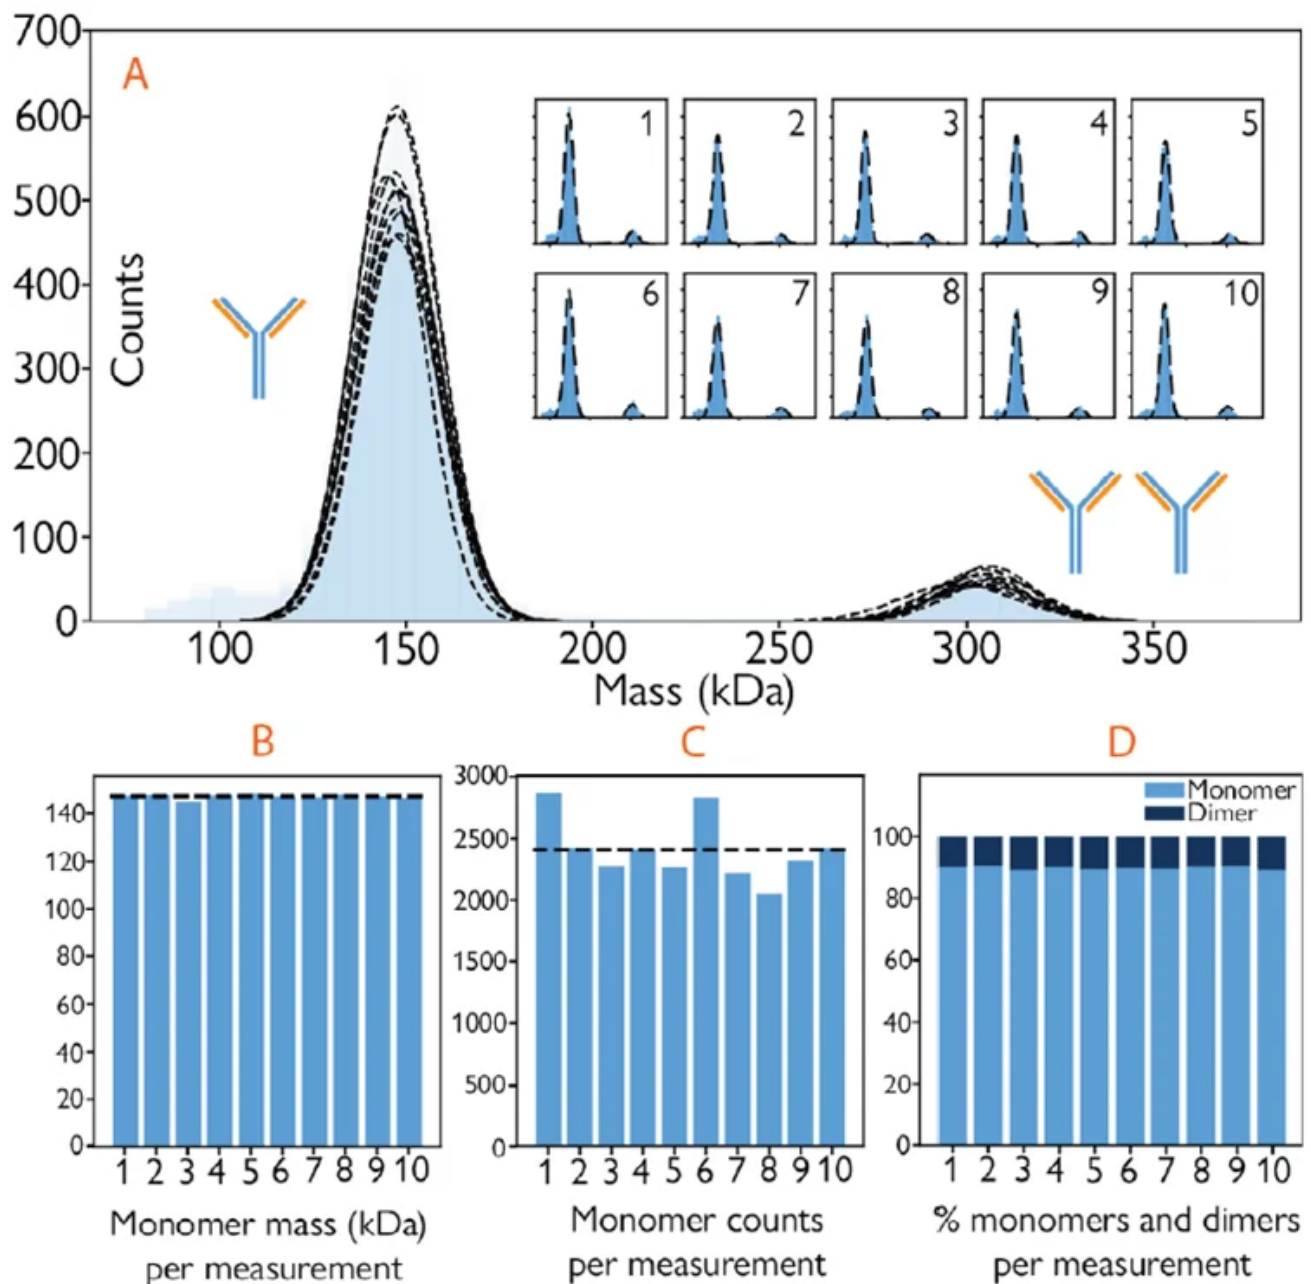 A
700
600
500
400
300
200
100
0
Counts
1 2 3 4 5
6 7 8 9 10
100 150 200 250 300 350
Mass (kDa)
B
140
120
100
80
60
40
20
0
1 2 3 4 5 6 7 8 9 10
Monomer mass (kDa)
per measurement
C
3000
2500
2000
1500
1000
500
0
1 2 3 4 5 6 7 8 9 10
Monomer counts
per measurement
D
Monomer
Dimer
100
80
60
40
20
0
1 2 3 4 5 6 7 8 9 10
% monomers and dimers
per measurement